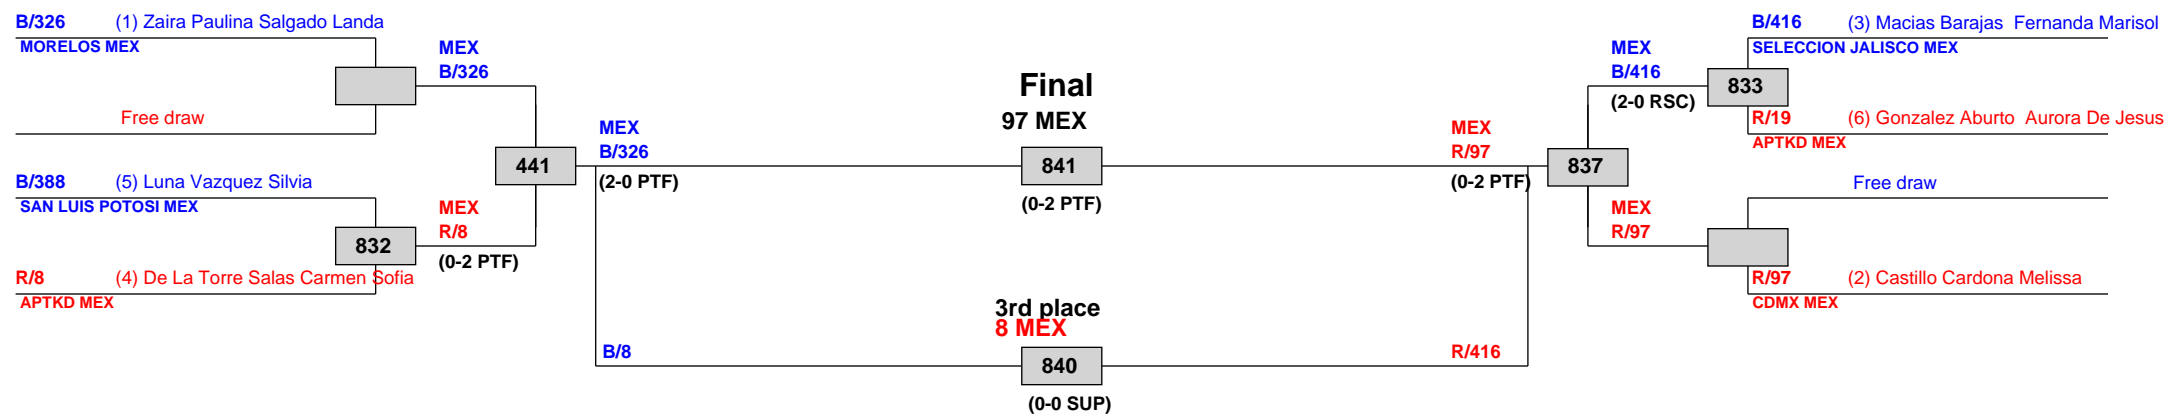 B/326 (1) Zaira Paulina Salgado Landa
MORELOS MEX
Free draw
MEX
B/326
B/388 (5) Luna Vazquez Silvia
SAN LUIS POTOSI MEX
832
R/8 (4) De La Torre Salas Carmen Sofia
APTKD MEX
MEX
R/8
(0-2 PTF)
441
MEX
B/326
(2-0 PTF)
Final
97 MEX
841
(0-2 PTF)
3rd place
8 MEX
B/8
840
(0-0 SUP)
R/416
MEX
R/97
(0-2 PTF)
837
MEX
B/416
(2-0 RSC)
833
B/416 (3) Macias Barajas  Fernanda Marisol
SELECCION JALISCO MEX
R/19 (6) Gonzalez Aburto  Aurora De Jesus
APTKD MEX
MEX
R/97
Free draw
R/97 (2) Castillo Cardona Melissa
CDMX MEX